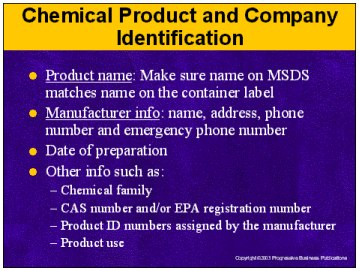 Chemical Product and Company
Identification
Product name: Make sure name on MSDS
matches name on the container label
Manufacturer info: name, address, phone
number and emergency phone number
Date of preparation
Other info such as:
– Chemical family
– CAS number and/or EPA registration number
– Product ID numbers assigned by the manufacturer
– Product use
Copyright ©2003 Progressive Business Publications